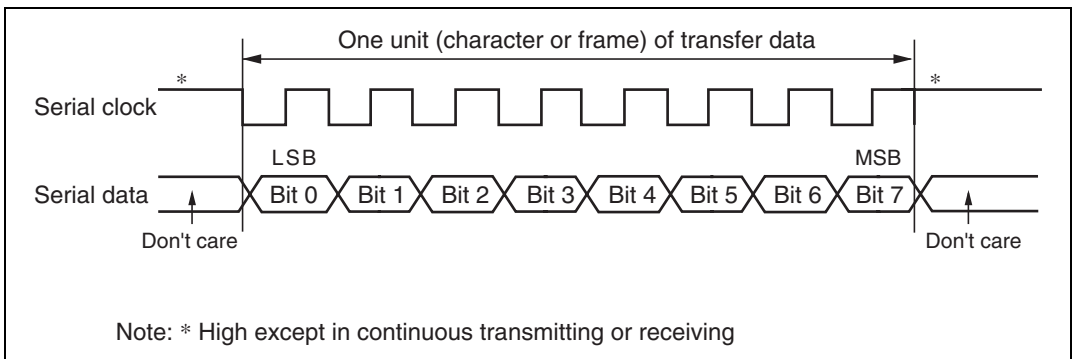 One unit (character or frame) of transfer data
* *
Serial clock
LSB MSB
Serial data Bit 0 Bit 1 Bit 2 Bit 3 Bit 4 Bit 5 Bit 6 Bit 7
Don't care Don't care
Note: * High except in continuous transmitting or receiving